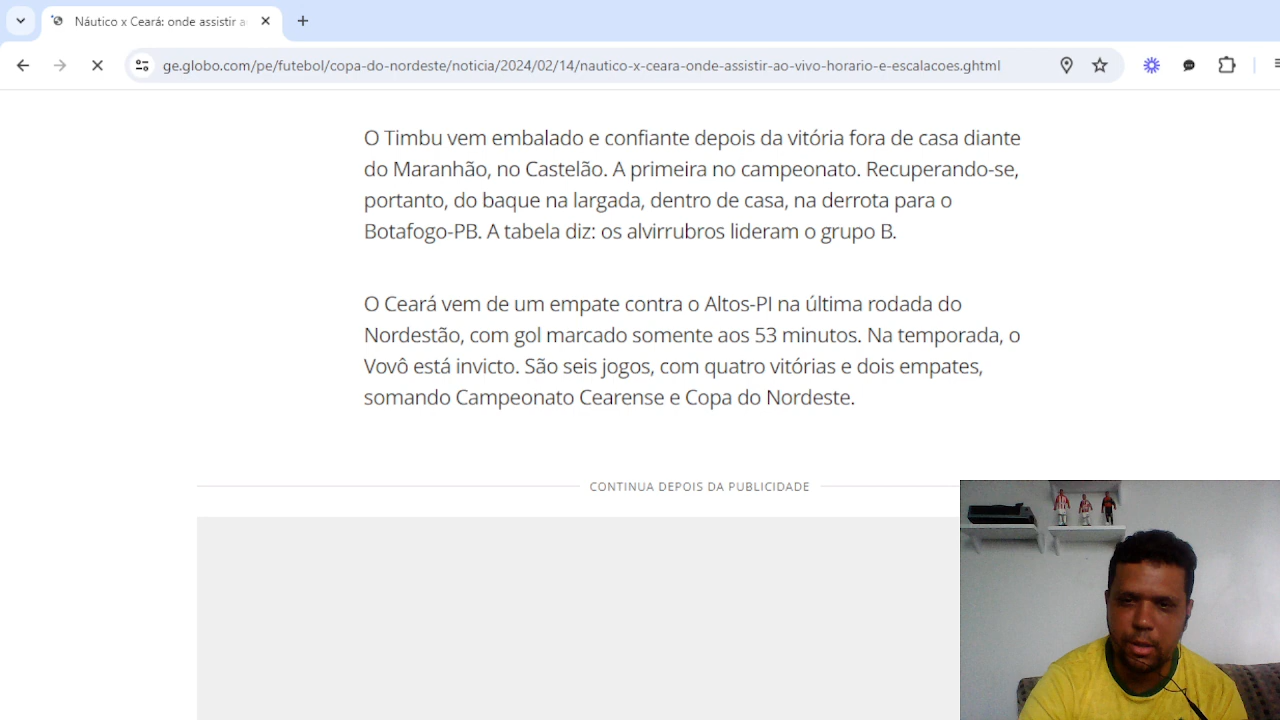 Náutico x Ceará: onde assistir a
ge.globo.com/pe/futebol/copa-do-nordeste/noticia/2024/02/14/nautico-x-ceara-onde-assistir-ao-vivo-horario-e-escalacoes.ghtml
O Timbu vem embalado e confiante depois da vitória fora de casa diante
do Maranhão, no Castelão. A primeira no campeonato. Recuperando-se,
portanto, do baque na largada, dentro de casa, na derrota para o
Botafogo-PB. A tabela diz: os alvirrubros lideram o grupo B.
O Ceará vem de um empate contra o Altos-PI na última rodada do
Nordestão, com gol marcado somente aos 53 minutos. Na temporada, o
Vovô está invicto. São seis jogos, com quatro vitórias e dois empates,
somando Campeonato Cearense e Copa do Nordeste.
CONTINUA DEPOIS DA PUBLICIDADE